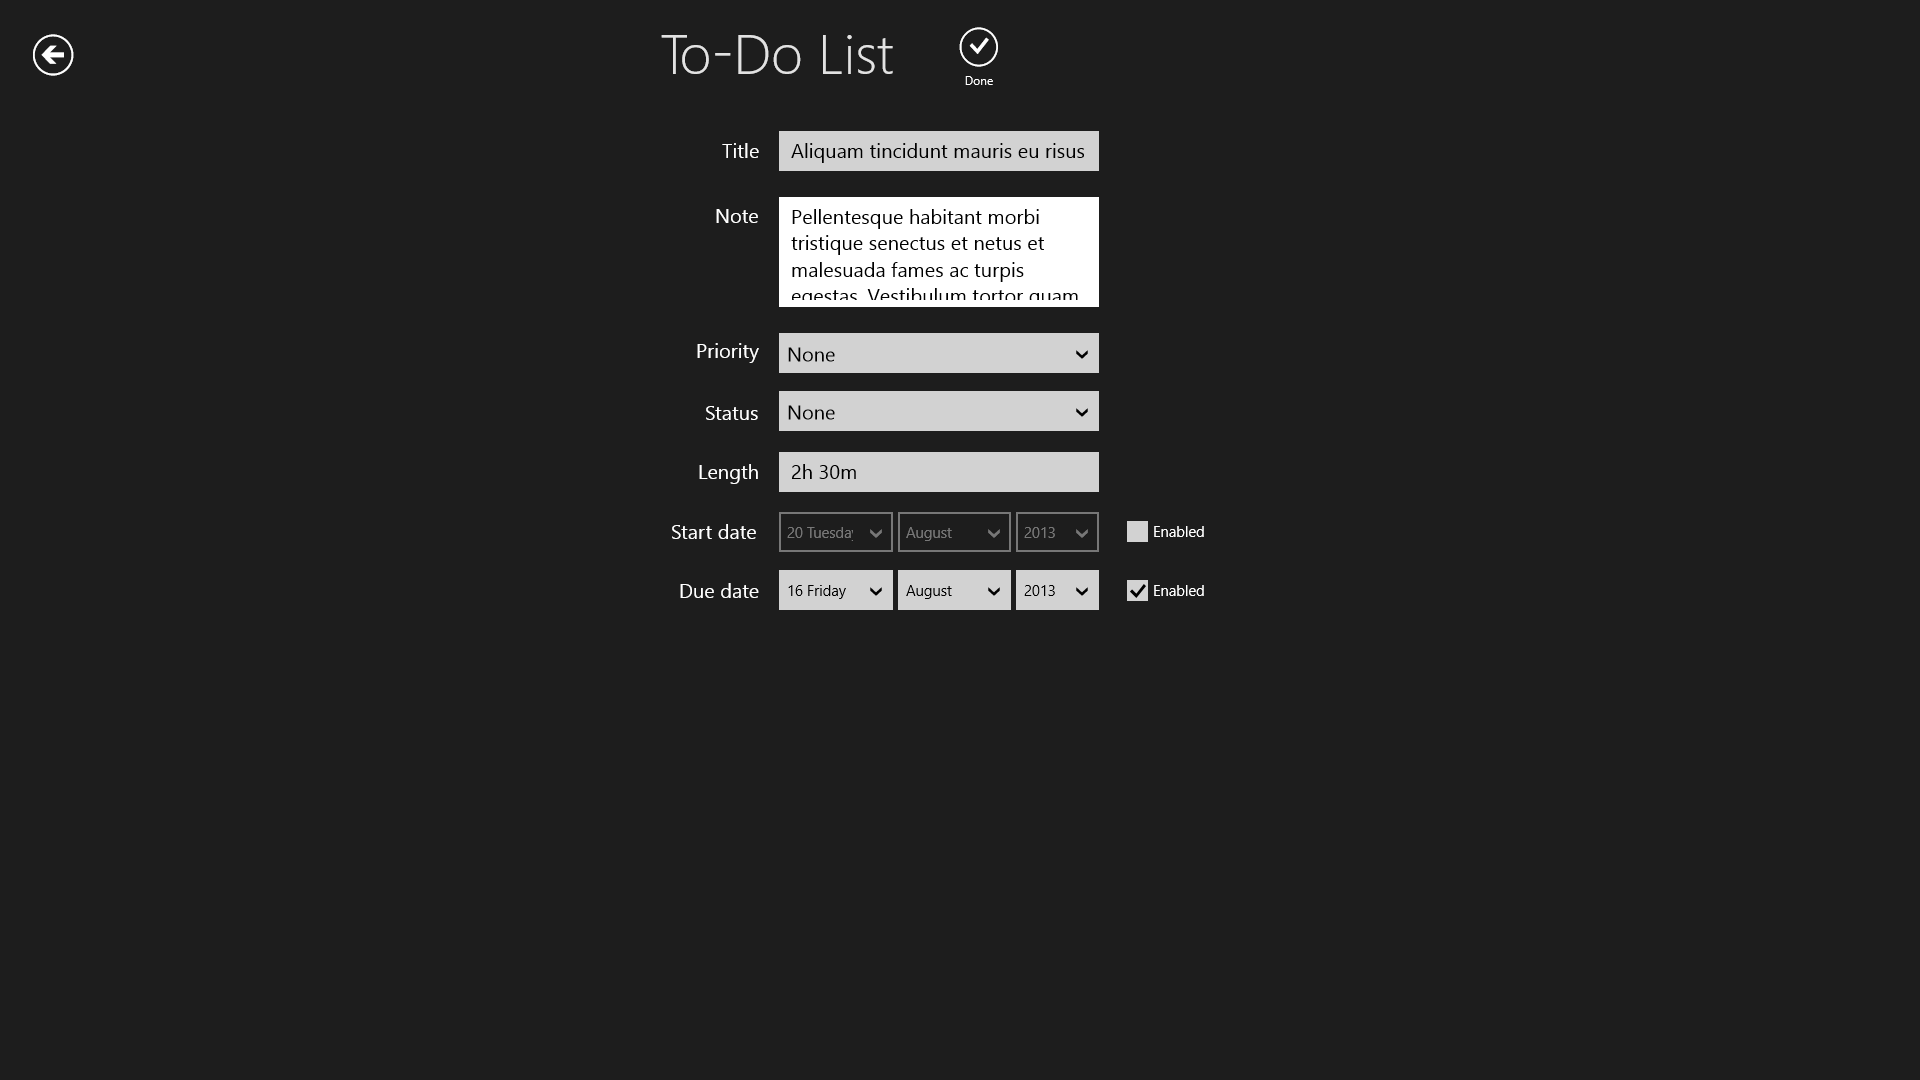 To-Do List
Done
Title Aliquam tincidunt mauris eu risus
Note Pellentesque habitant morbi
tristique senectus et netus et
malesuada fames ac turpis
egestas. Vestibulum tortor quam
Priority None
Status None
Length 2h 30m
Start date 20 Tuesday August 2013 Enabled
Due date 16 Friday August 2013 Enabled